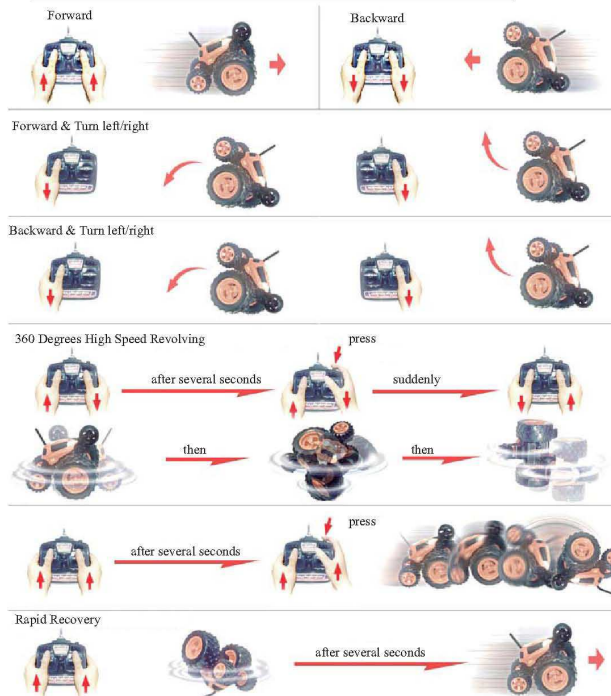 Forward
Backward
Forward & Turn left/right
Backward & Turn left/right
360 Degrees High Speed Revolving
press
after several seconds
suddenly
then
then
press
after several seconds
Rapid Recovery
after several seconds